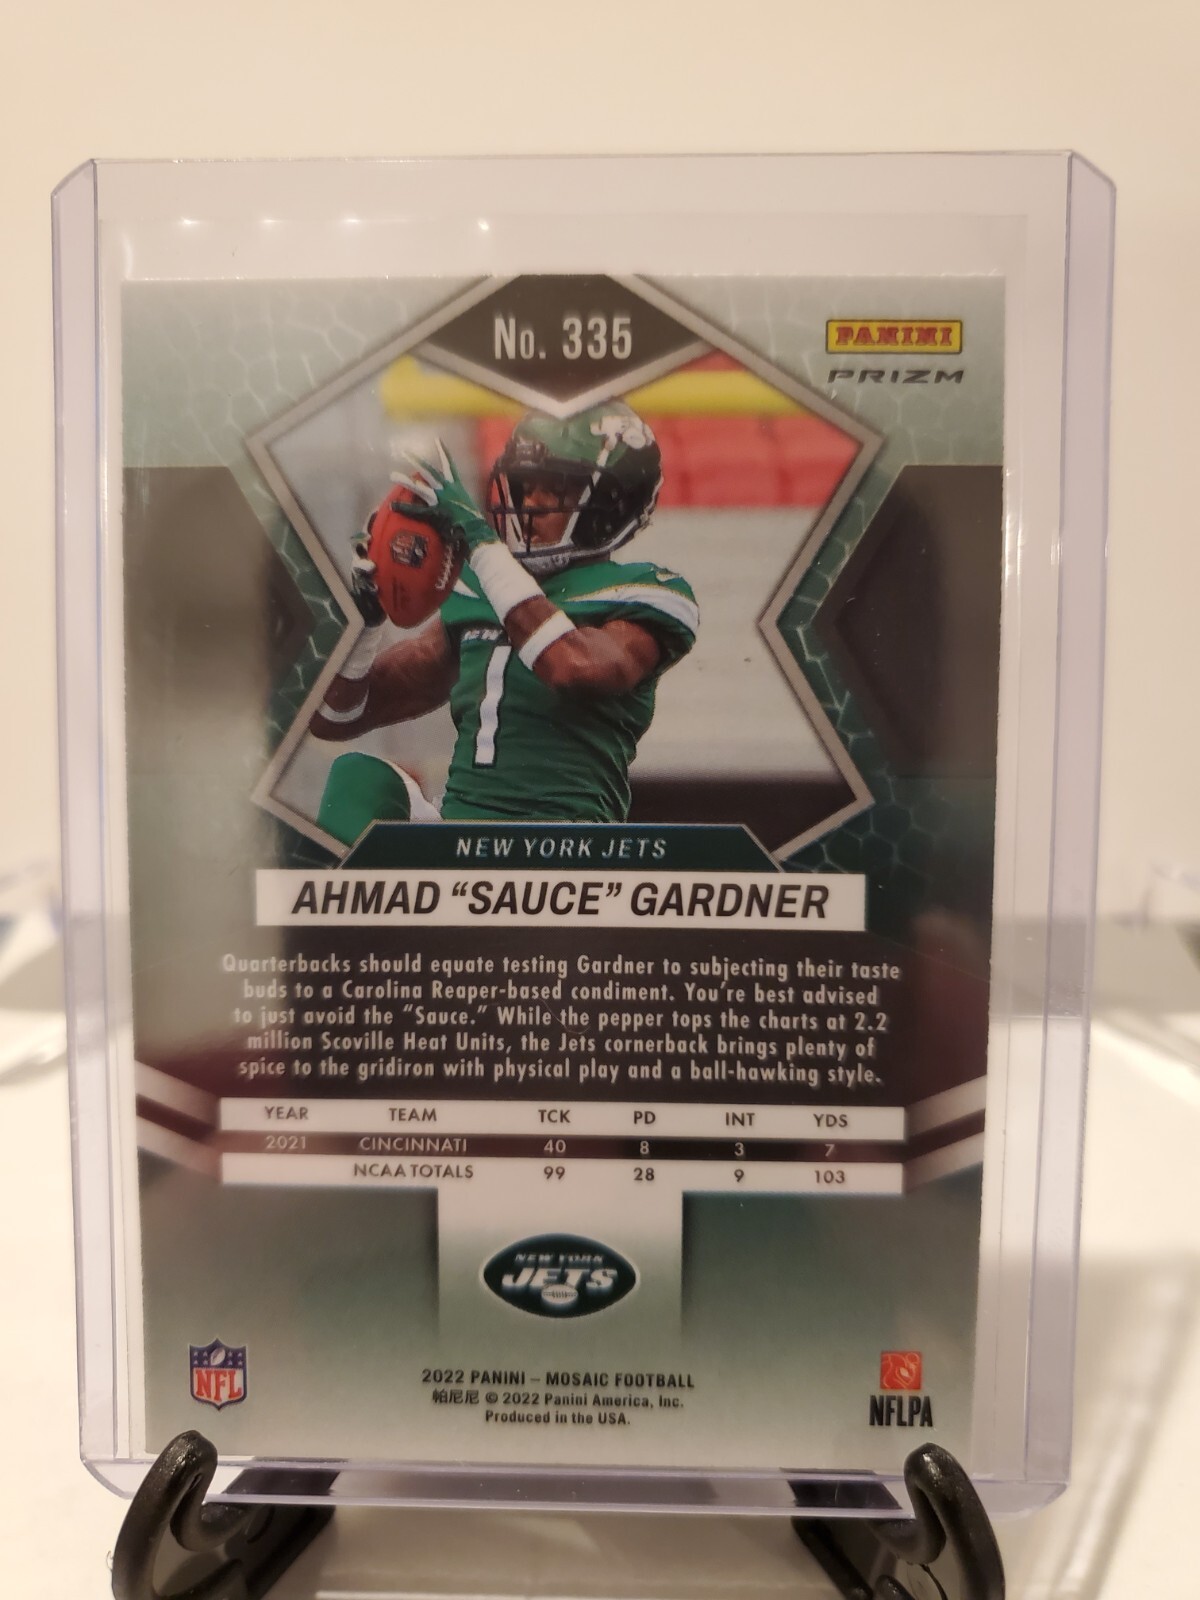 No. 335
PANINI
PRIZM
NEW
1
NEW YORK JETS
AHMAD “SAUCE” GARDNER
Quarterbacks should equate testing Gardner to subjecting their taste
buds to a Carolina Reaper-based condiment. You're best advised
to just avoid the “Sauce.” While the pepper tops the charts at 2.2
million Scoville Heat Units, the Jets cornerback brings plenty of
spice to the gridiron with physical play and a ball-hawking style.
YEAR TEAM TCK PD INT YDS
2021 CINCINNATI 40 8 3 7
NCAA TOTALS 99 28 9 103
NEW YORK
JETS
NFL
2022 PANINI – MOSAIC FOOTBALL
帕尼尼 © 2022 Panini America, Inc.
Produced in the USA.
NFLPA